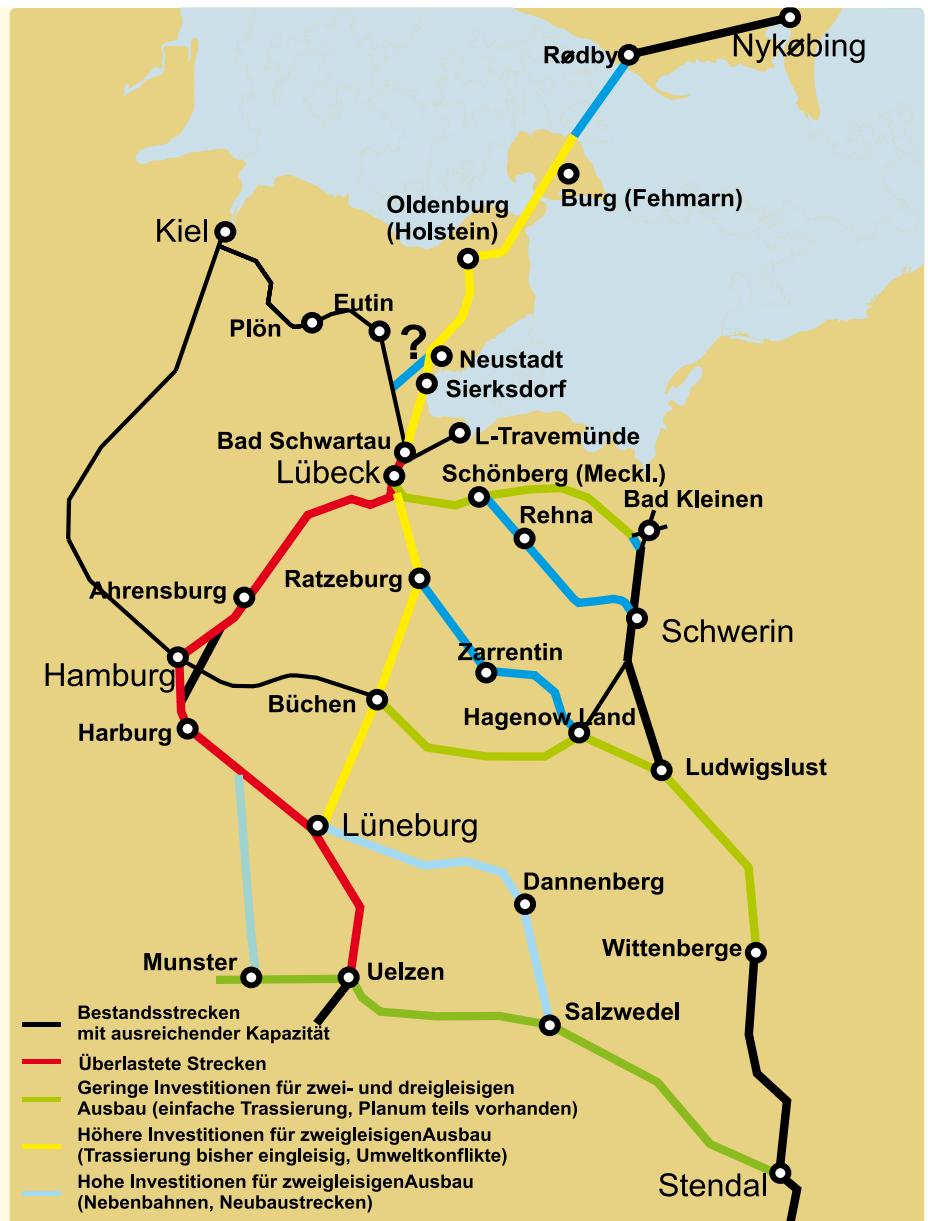 Nykøbing
Rødby
Burg (Fehmarn)
Oldenburg
(Holstein)
Kiel
Eutin
Plön
?
Neustadt
Sierksdorf
Bad Schwartau
L-Travemünde
Lübeck
Schönberg (Meckl.)
Bad Kleinen
Rehna
Ratzeburg
Ahrensburg
Schwerin
Zarrentin
Hamburg
Büchen
Hagenow Land
Harburg
Ludwigslust
Lüneburg
Dannenberg
Wittenberge
Munster
Uelzen
Salzwedel
Stendal
Bestandsstrecken
mit ausreichender Kapazität
Überlastete Strecken
Geringe Investitionen für zwei- und dreigleisigen
Ausbau (einfache Trassierung, Planum teils vorhanden)
Höhere Investitionen für zweigleisigenAusbau
(Trassierung bisher eingleisig, Umweltkonflikte)
Hohe Investitionen für zweigleisigenAusbau
(Nebenbahnen, Neubaustrecken)